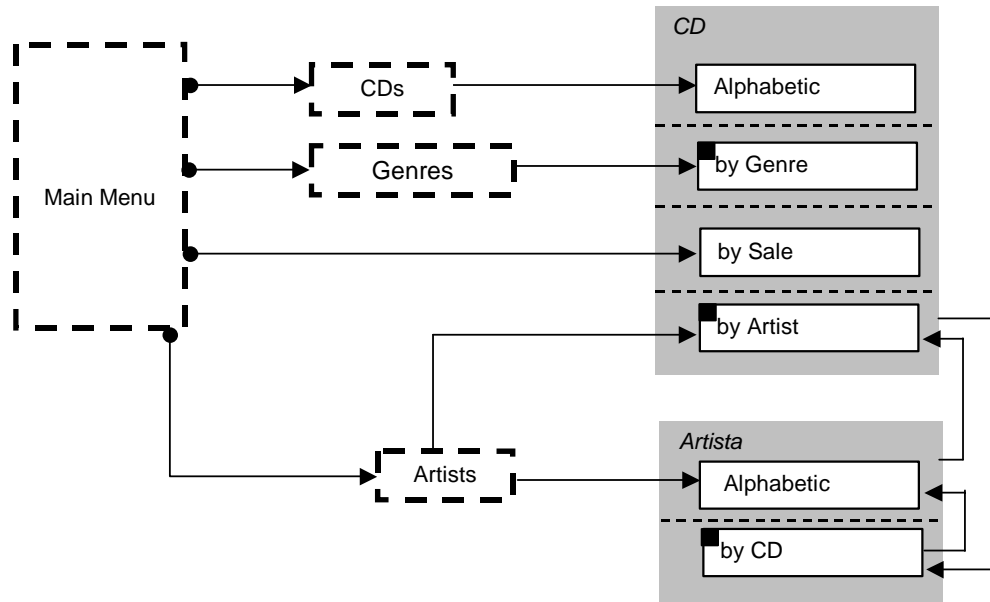 CD
CDs
Alphabetic
Genres
by Genre
Main Menu
by Sale
by Artist
Artista
Artists
Alphabetic
by CD